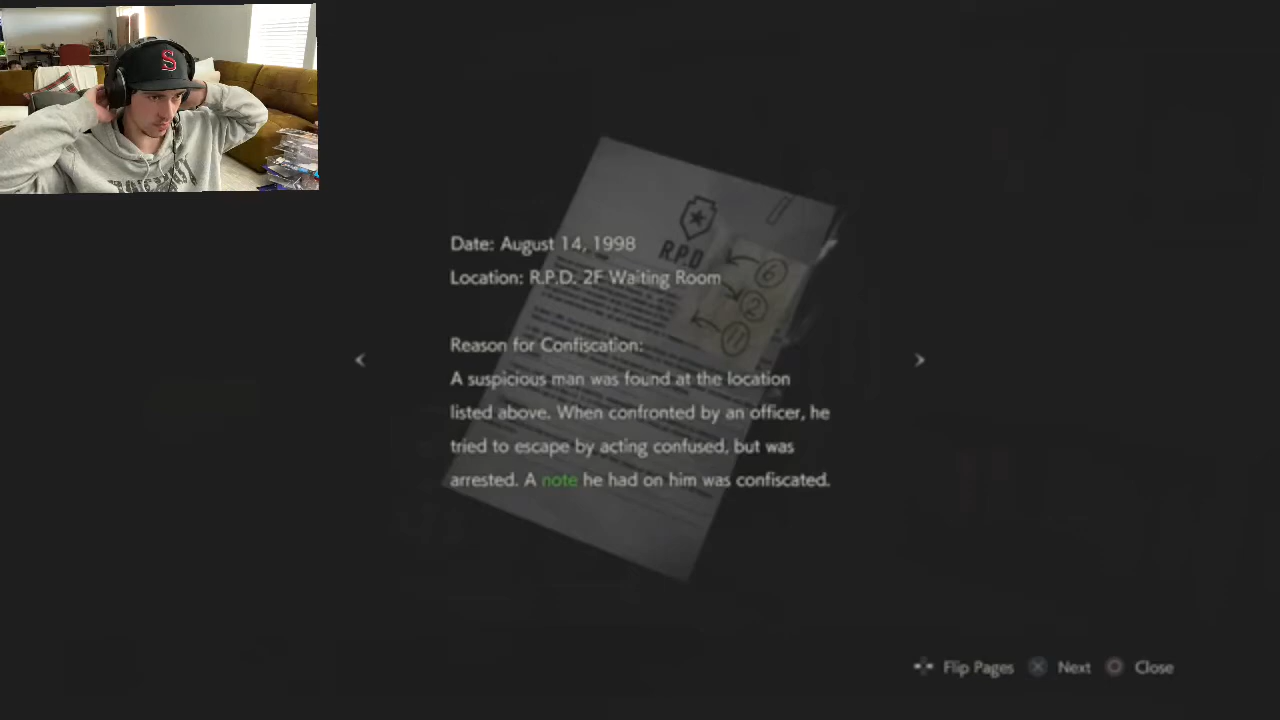 S
Date: August 14, 1998
Location: R.P.D. 2F Waiting Room
R.P.D
6
2
11
Reason for Confiscation:
A suspicious man was found at the location
listed above. When confronted by an officer, he
tried to escape by acting confused, but was
arrested. A note he had on him was confiscated.
Flip Pages Next Close